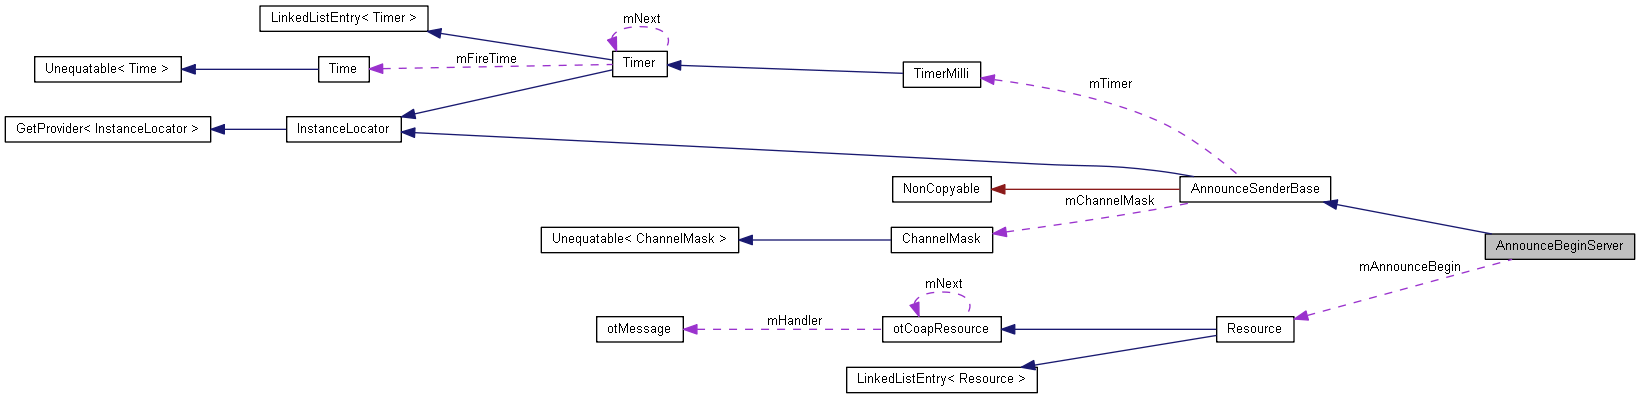 LinkedListEntry< Timer >
mNext
Unequatable< Time >
Time
mFireTime
Timer
TimerMilli
mTimer
GetProvider< InstanceLocator >
InstanceLocator
NonCopyable
AnnounceSenderBase
mChannelMask
Unequatable< ChannelMask >
ChannelMask
AnnounceBeginServer
mAnnounceBegin
mNext
otMessage
mHandler
otCoapResource
Resource
LinkedListEntry< Resource >